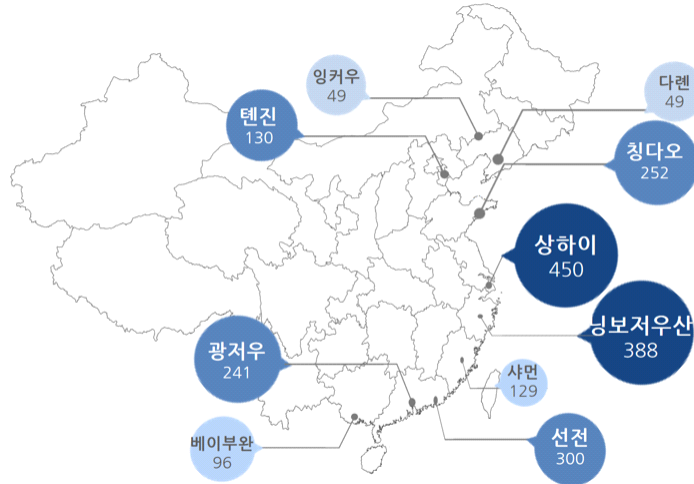 잉커우
49
다롄
49
톈진
130
칭다오
252
상하이
450
닝보저우산
388
광저우
241
샤먼
129
베이부완
96
선전
300